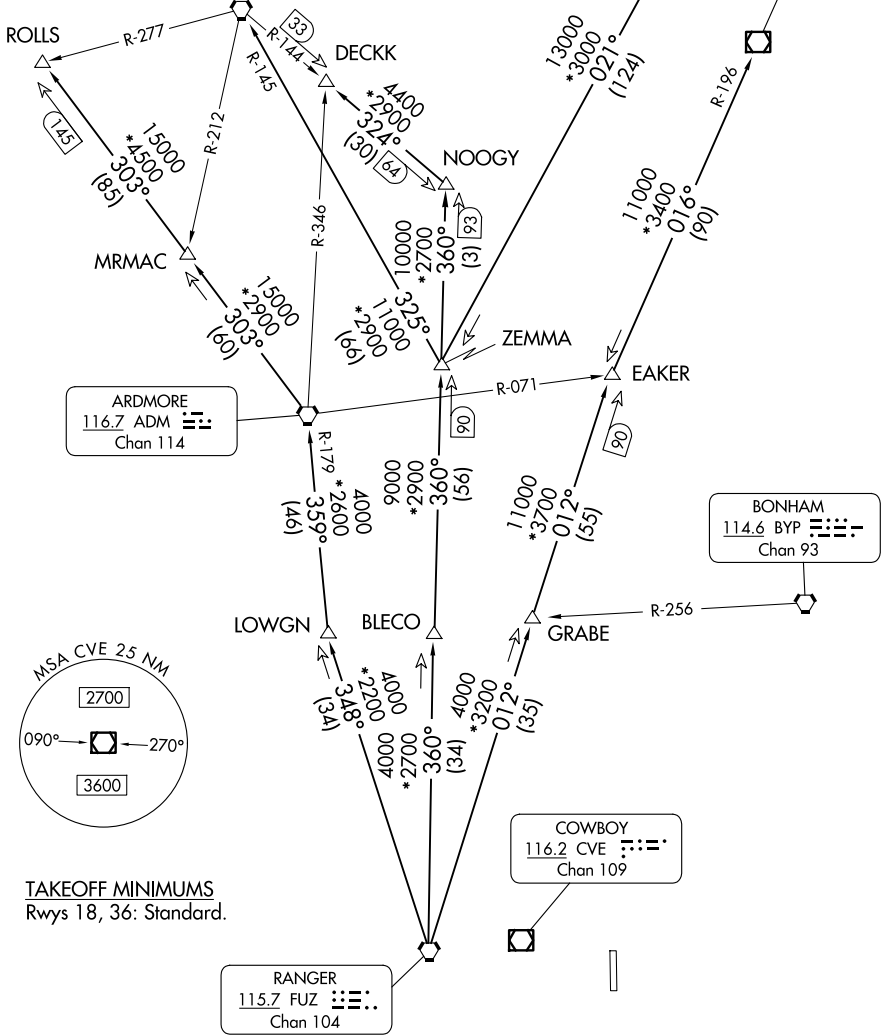 ROLLS
R-277
33
R-144
DECKK
R-145
13000
*3000
021°
(124)
R-196
145
15000
*4500
303°
(85)
R-212
4400
*2900
324°
(30)
64
NOOGY
93
R-346
11000
*3400
016°
(90)
MRMAC
10000
*2700
360°
(3)
15000
*2900
303°
(60)
325°
11000
*2900
(66)
ZEMMA
EAKER
R-071
ARDMORE
116.7 ADM
Chan 114
90
90
R-179
4000
*2600
359°
(46)
9000
*2900
360°
(56)
11000
*3700
012°
(55)
BONHAM
114.6 BYP
Chan 93
R-256
LOWGN
BLECO
GRABE
MSA CVE 25 NM
2700
090°
270°
3600
4000
*2200
348°
(34)
4000
*2700
360°
(34)
4000
*3200
012°
(35)
COWBOY
116.2 CVE
Chan 109
TAKEOFF MINIMUMS
Rwys 18, 36: Standard.
RANGER
115.7 FUZ
Chan 104